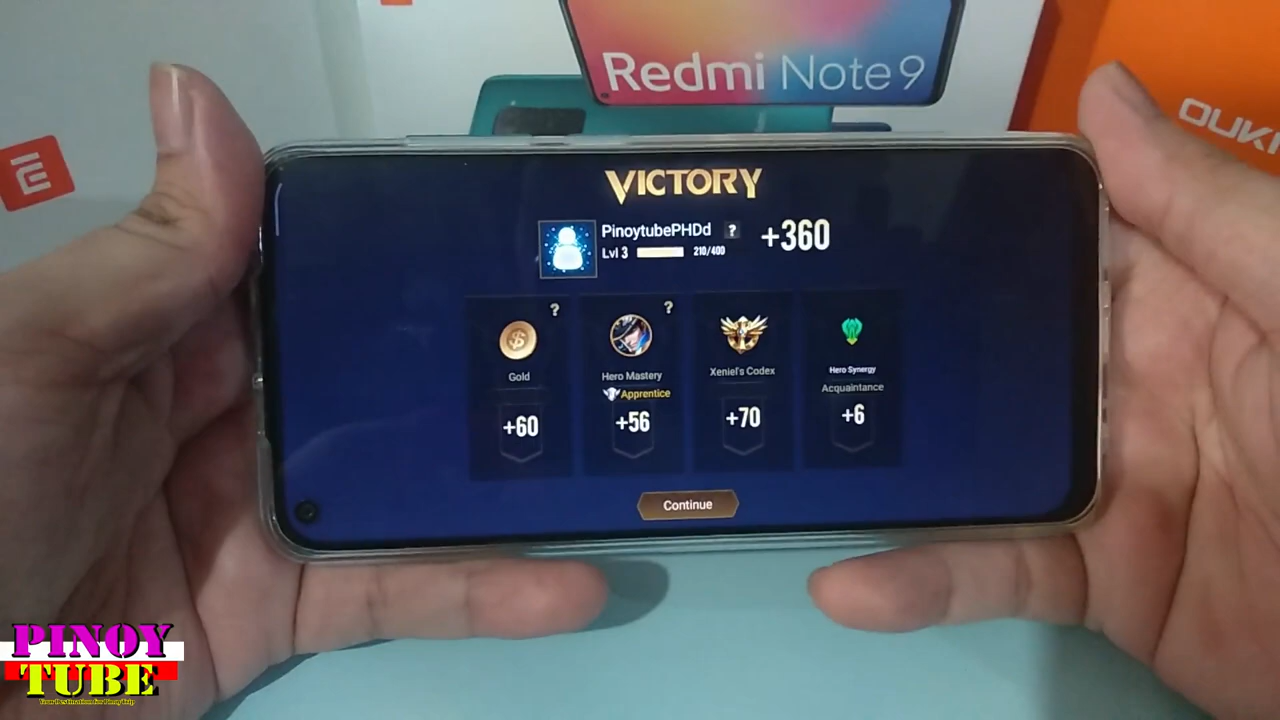 Redmi Note 9
OUKI
VICTORY
PinoytubePHDd ? +360
Lvl 3 210/400
? ?
Gold Hero Mastery Xeniel's Codex Hero Synergy
Apprentice Acquaintance
+60 +56 +70 +6
Continue
PINOY
TUBE